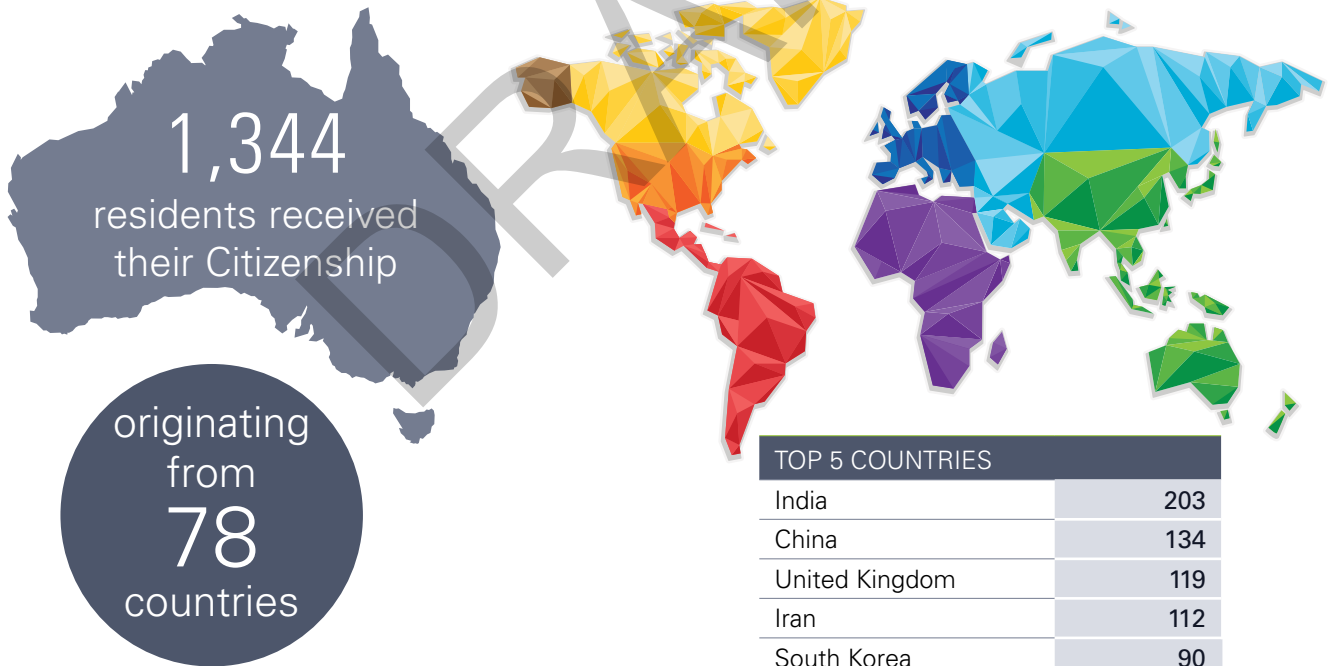 1,344
residents received
their Citizenship
originating
from
78
countries
TOP 5 COUNTRIES
India 203
China 134
United Kingdom 119
Iran 112
South Korea 90